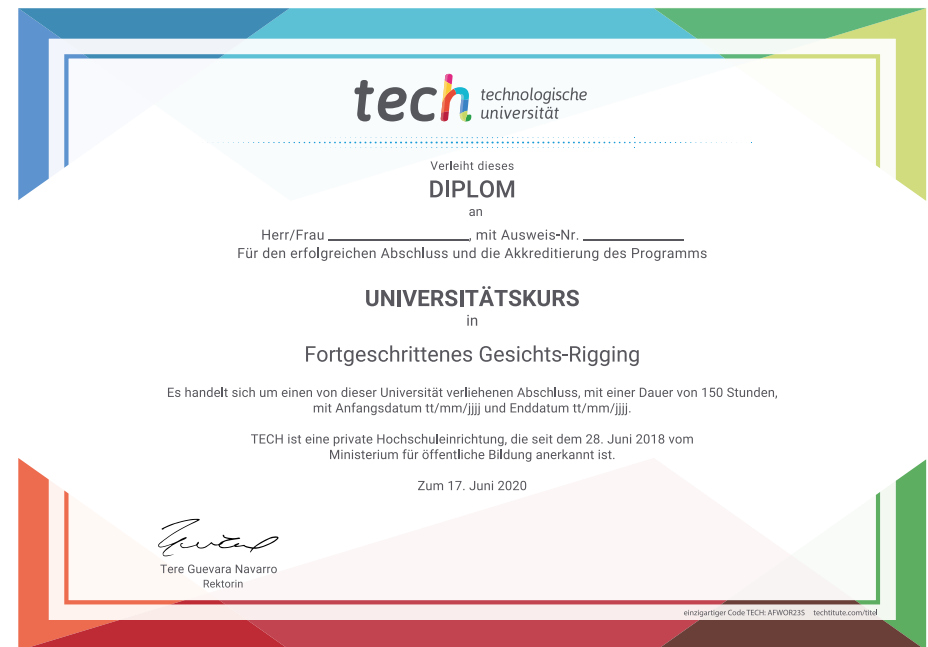 tech technologische
universität
Verleiht dieses
DIPLOM
an
Herr/Frau ____________, mit Ausweis-Nr. ____________
Für den erfolgreichen Abschluss und die Akkreditierung des Programms
UNIVERSITÄTSKURS
in
Fortgeschrittenes Gesichts-Rigging
Es handelt sich um einen von dieser Universität verliehenen Abschluss, mit einer Dauer von 150 Stunden,
mit Anfangsdatum tt/mm/jjjj und Enddatum tt/mm/jjjj.
TECH ist eine private Hochschuleinrichtung, die seit dem 28. Juni 2018 vom
Ministerium für öffentliche Bildung anerkannt ist.
Zum 17. Juni 2020
Tere Guevara Navarro
Rektorin
einzigartiger Code TECH: AFWOR23S techtitute.com/titel